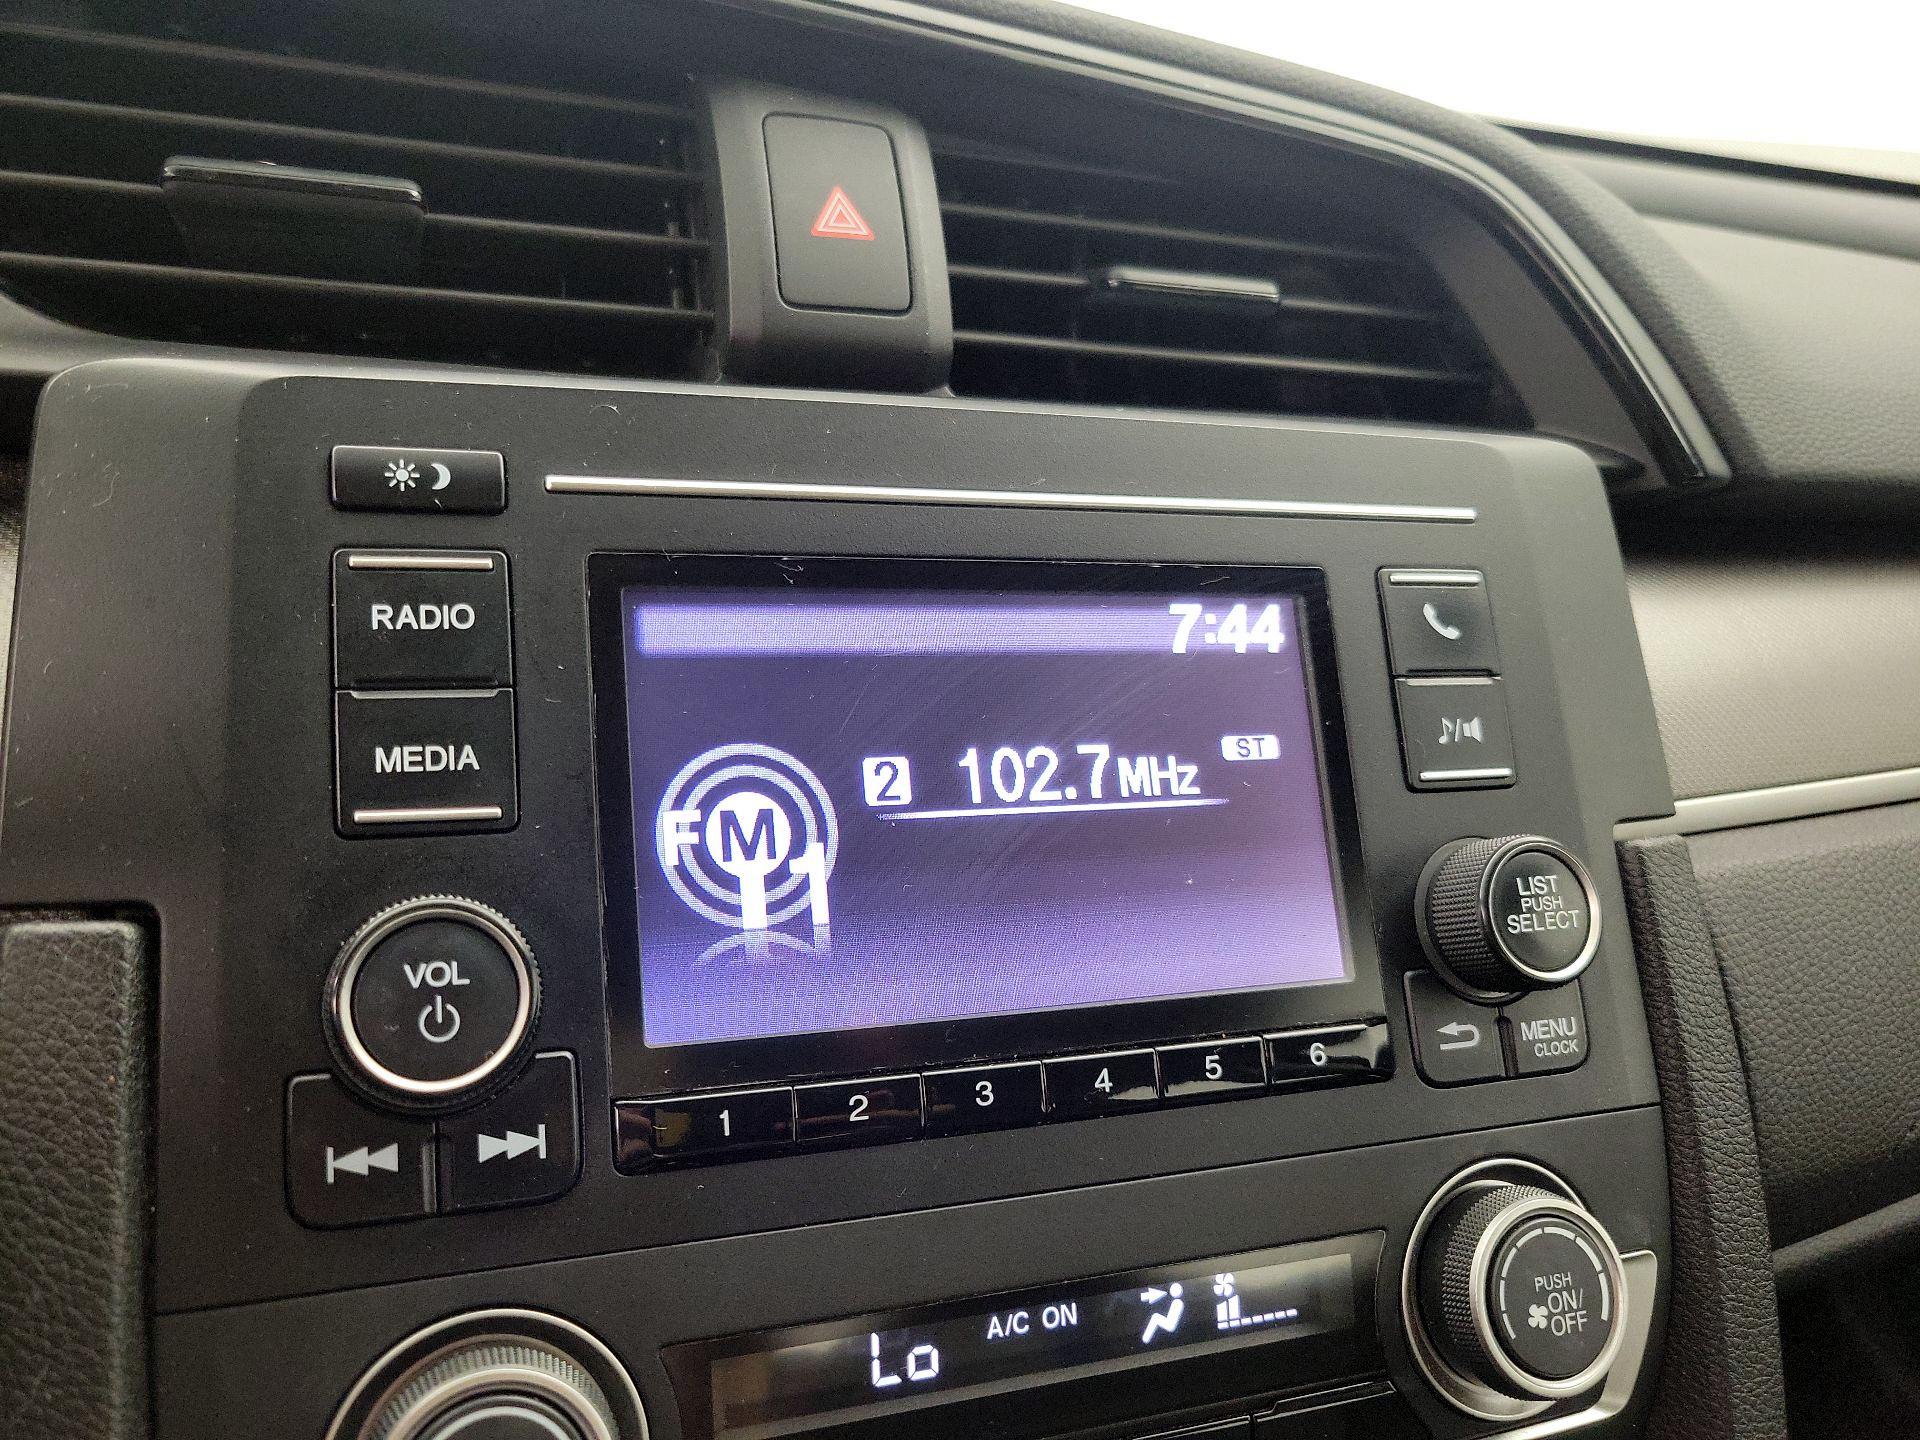 RADIO
MEDIA
VOL
7:44
FM1
2 102.7MHz ST
LIST
PUSH
SELECT
MENU
CLOCK
1 2 3 4 5 6
Lo A/C ON
PUSH
ON/
OFF